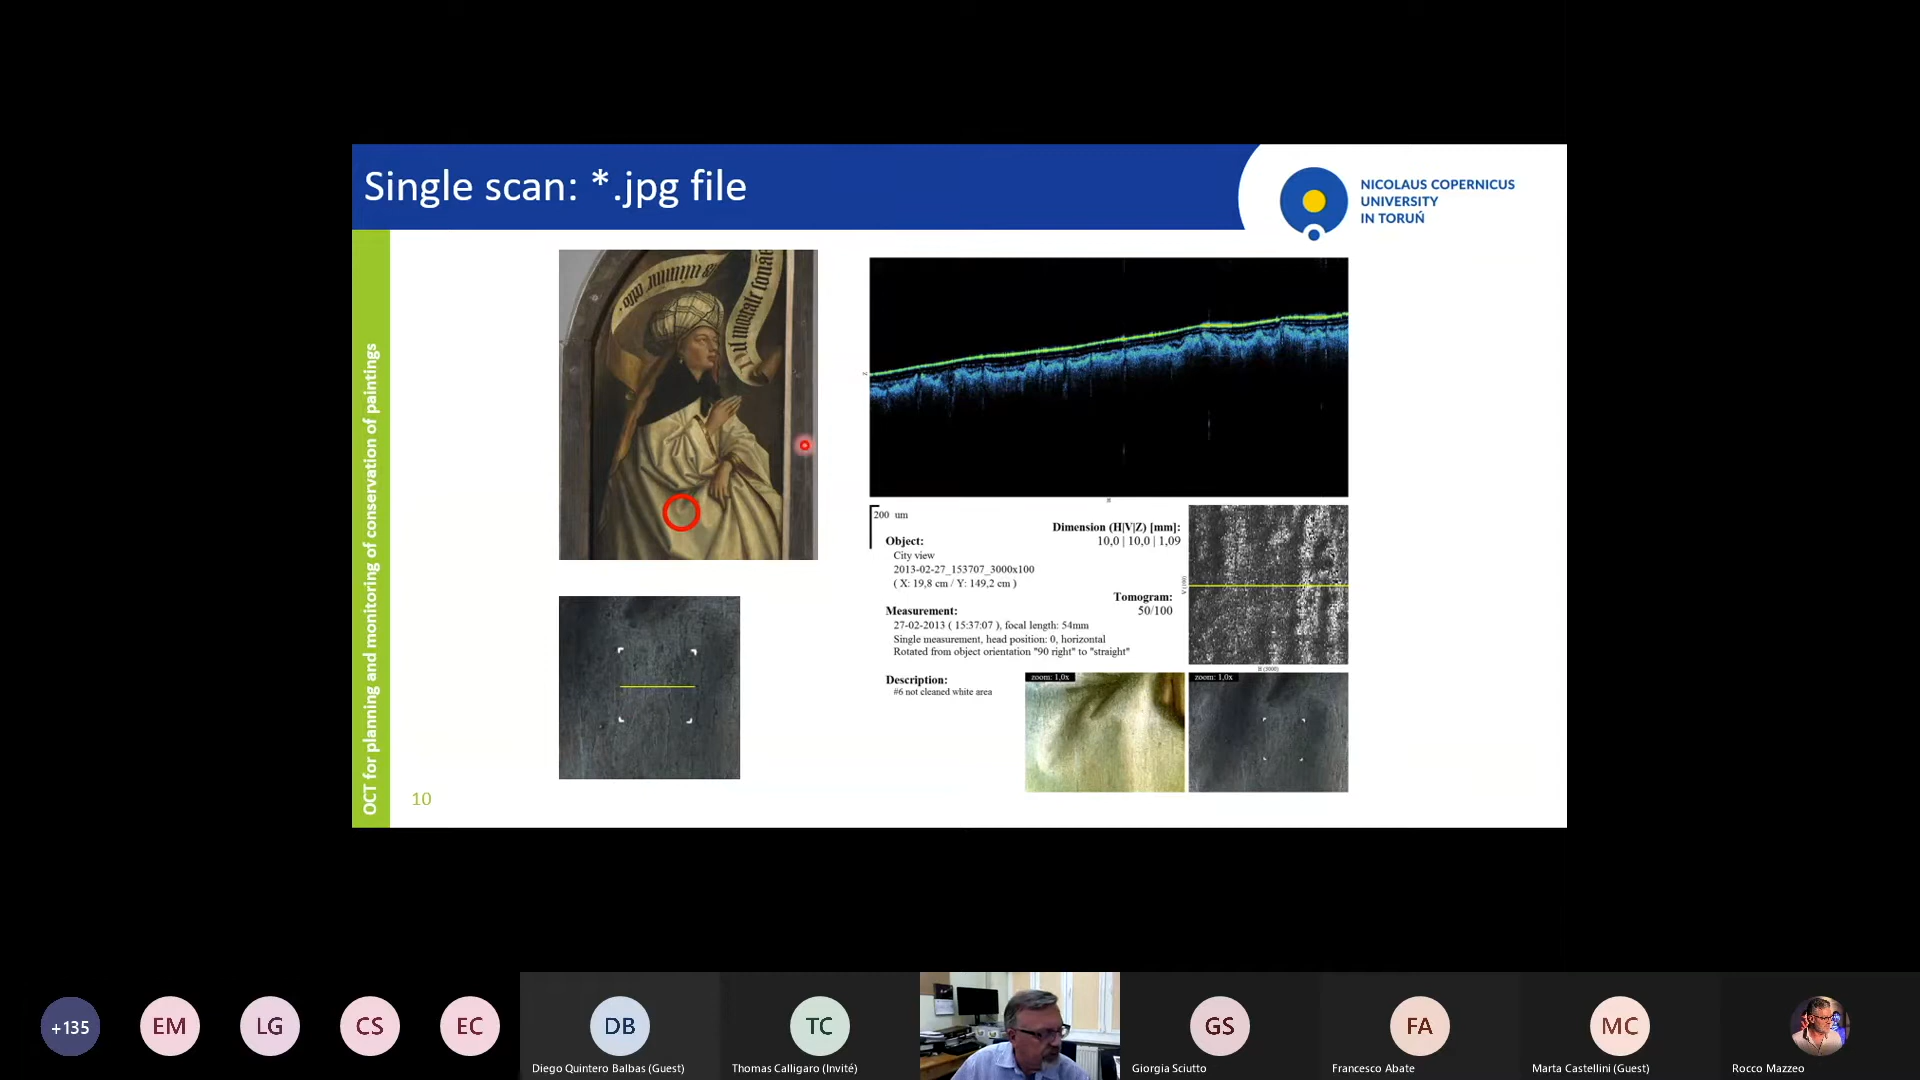 Single scan: *.jpg file
NICOLAUS COPERNICUS
UNIVERSITY
IN TORUŃ
OCT for planning and monitoring of conservation of paintings
200 um
Dimension (H|V|Z) [mm]:
10,0 | 10,0 | 1,09
Object:
City view
2013-02-27_153707_3000x100
( X: 19,8 cm / Y: 149,2 cm )
Tomogram:
50/100
Measurement:
27-02-2013 ( 15:37:07 ), focal length: 54mm
Single measurement, head position: 0, horizontal
Rotated from object orientation "90 right" to "straight"
Description:
#6 not cleaned white area
zoom: 1,0x
zoom: 1,0x
10
+135
EM
LG
CS
EC
DB
TC
GS
FA
MC
Diego Quintero Balbas (Guest)
Thomas Calligaro (Invité)
Giorgia Sciutto
Francesco Abate
Marta Castellini (Guest)
Rocco Mazzeo